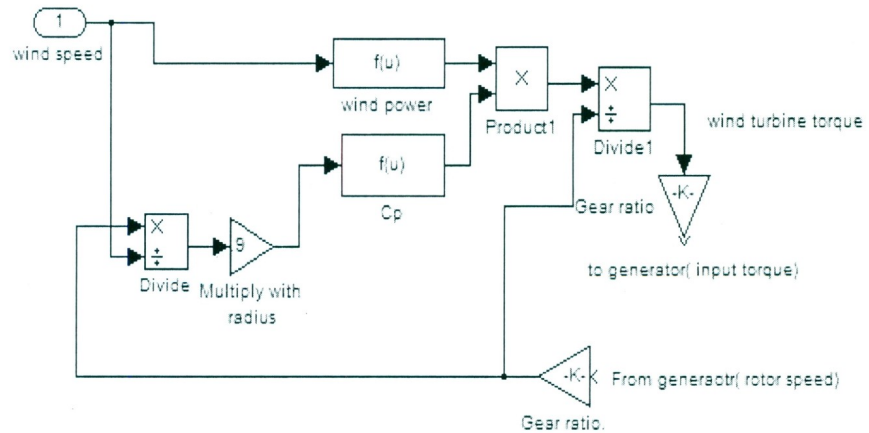 1
wind speed
f(u)
wind power
X
Product1
X
÷
Divide1
wind turbine torque
f(u)
Cp
-K-
Gear ratio
to generator( input torque)
X
÷
Divide
9
Multiply with
radius
-K-
From generaotr( rotor speed)
Gear ratio.